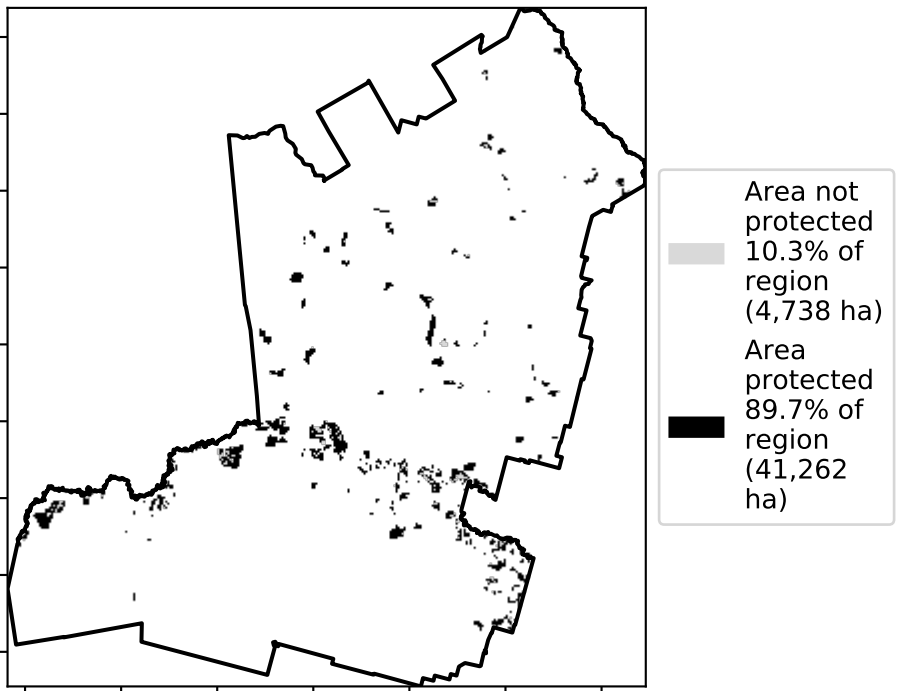 Area not
protected
10.3% of
region
(4,738 ha)
Area
protected
89.7% of
region
(41,262
ha)